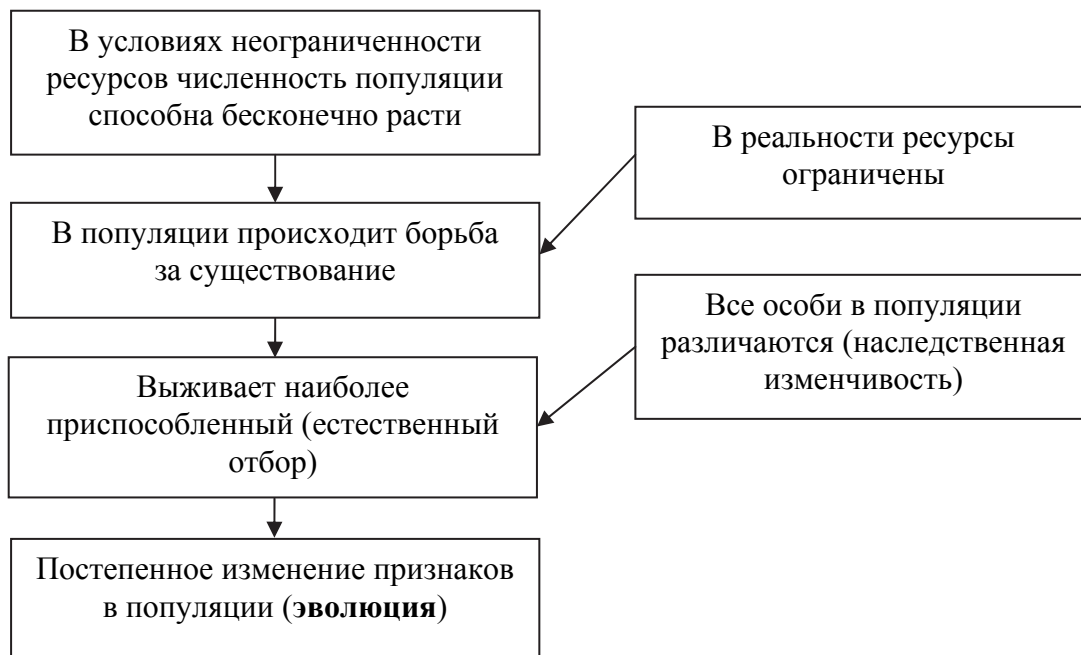 В условиях неограниченности
ресурсов численность популяции
способна бесконечно расти
В реальности ресурсы
ограничены
В популяции происходит борьба
за существование
Все особи в популяции
различаются (наследственная
изменчивость)
Выживает наиболее
приспособленный (естественный
отбор)
Постепенное изменение признаков
в популяции (эволюция)